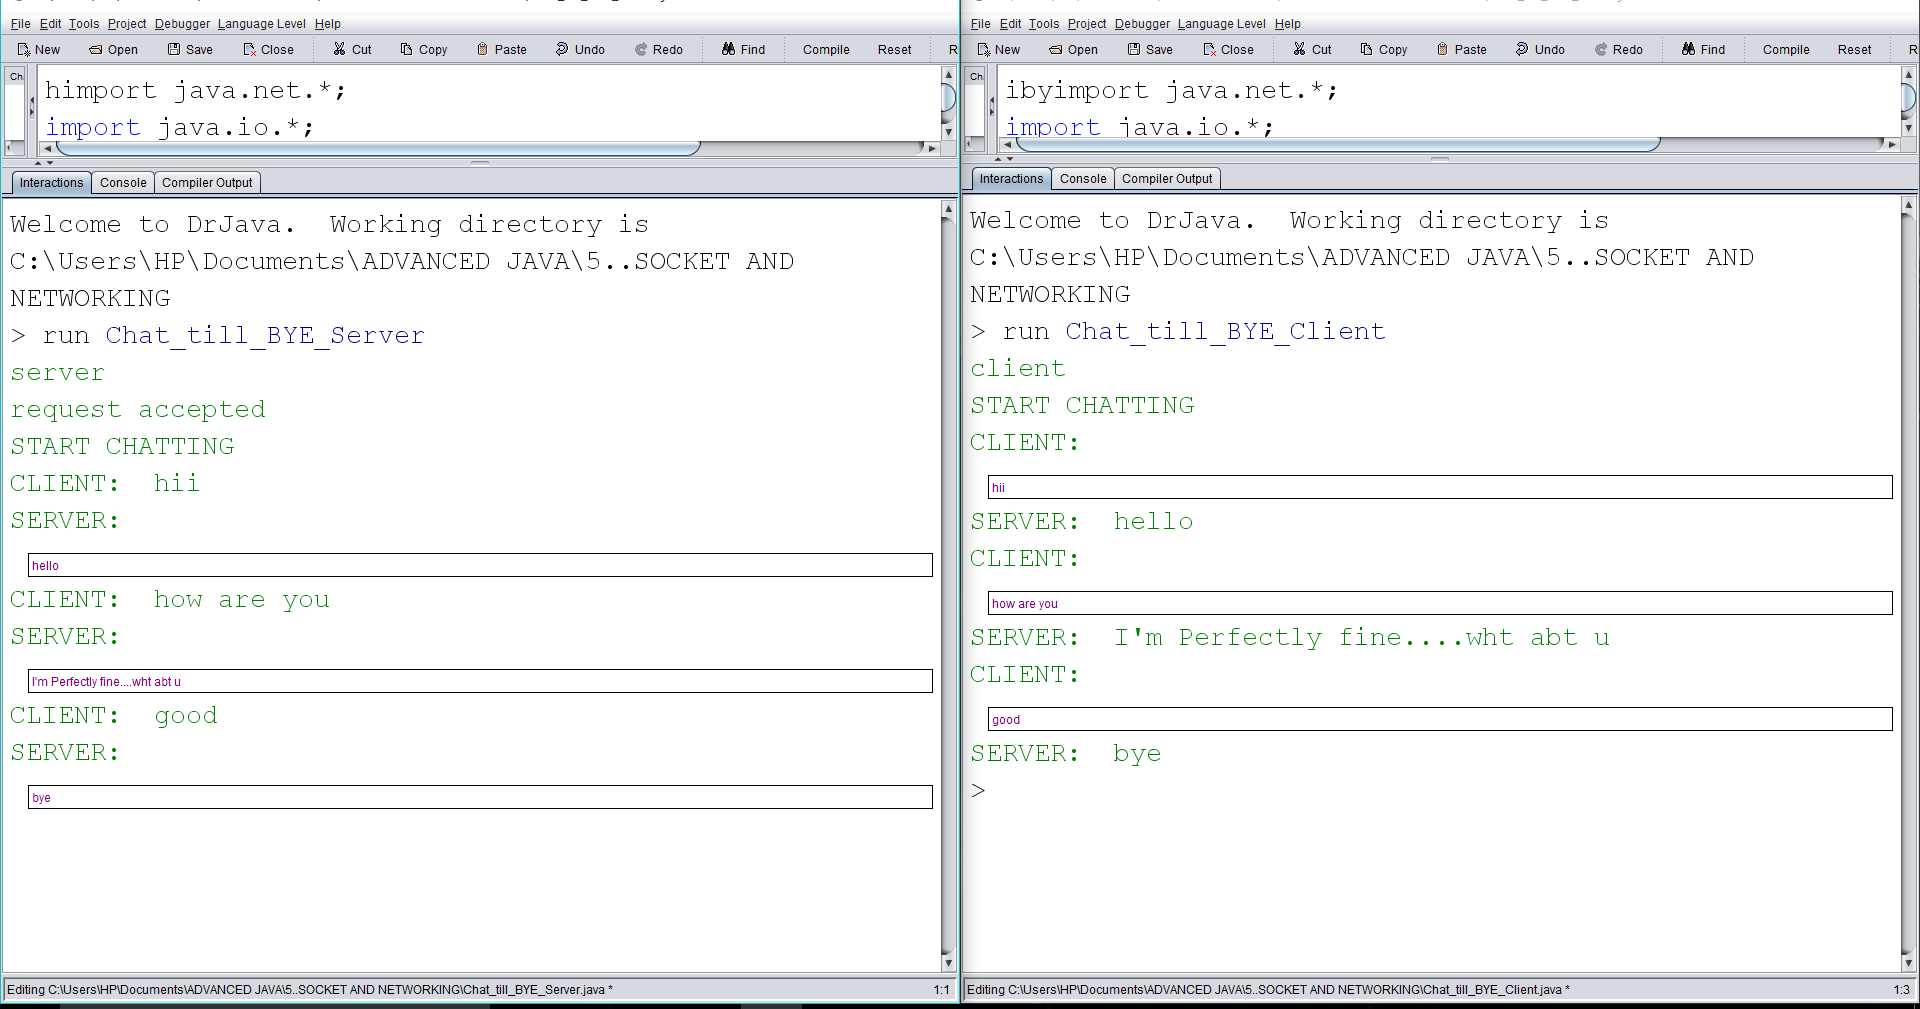 File Edit Tools Project Debugger Language Level Help
New Open Save Close Cut Copy Paste Undo Redo Find Compile Reset R
Ch
himport java.net.*;
import java.io.*;
Interactions Console Compiler Output
Welcome to DrJava.  Working directory is
C:\Users\HP\Documents\ADVANCED JAVA\5..SOCKET AND
NETWORKING
> run Chat_till_BYE_Server
server
request accepted
START CHATTING
CLIENT:  hii
SERVER:
hello
CLIENT:  how are you
SERVER:
I'm Perfectly fine....wht abt u
CLIENT:  good
SERVER:
bye
Editing C:\Users\HP\Documents\ADVANCED JAVA\5..SOCKET AND NETWORKING\Chat_till_BYE_Server.java * 1:1
File Edit Tools Project Debugger Language Level Help
New Open Save Close Cut Copy Paste Undo Redo Find Compile Reset R
Ch
ibyimport java.net.*;
import java.io.*;
Interactions Console Compiler Output
Welcome to DrJava.  Working directory is
C:\Users\HP\Documents\ADVANCED JAVA\5..SOCKET AND
NETWORKING
> run Chat_till_BYE_Client
client
START CHATTING
CLIENT:
hii
SERVER:  hello
CLIENT:
how are you
SERVER:  I'm Perfectly fine....wht abt u
CLIENT:
good
SERVER:  bye
>
Editing C:\Users\HP\Documents\ADVANCED JAVA\5..SOCKET AND NETWORKING\Chat_till_BYE_Client.java * 1:3